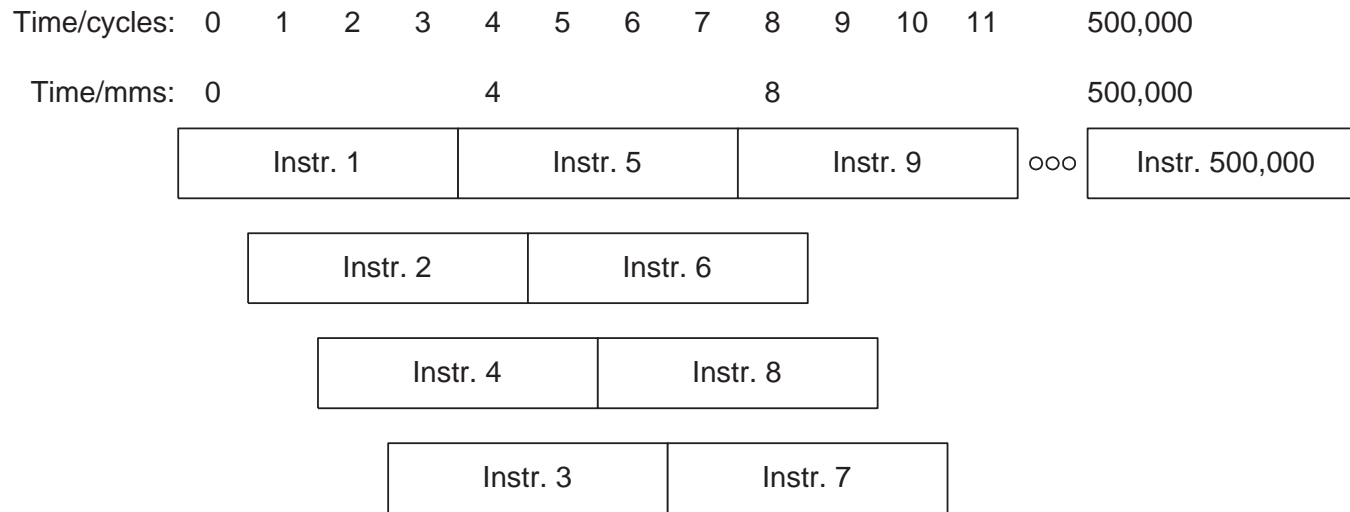 Time/cycles: 0 1 2 3 4 5 6 7 8 9 10 11 500,000
Time/mms: 0 4 8 500,000
Instr. 1 Instr. 5 Instr. 9 ooo Instr. 500,000
Instr. 2 Instr. 6
Instr. 4 Instr. 8
Instr. 3 Instr. 7